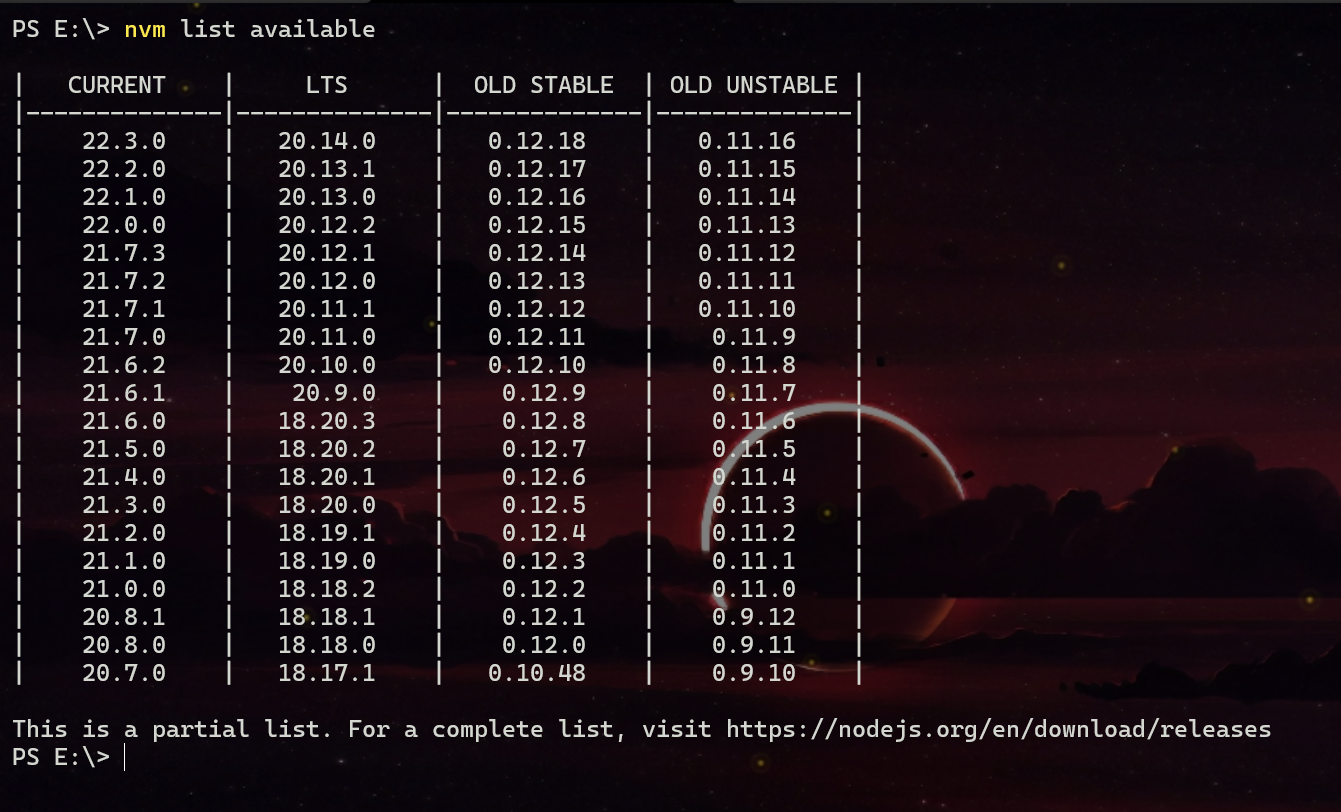 PS E:\> nvm list available
|   CURRENT    |     LTS      |  OLD STABLE  | OLD UNSTABLE |
|--------------|--------------|--------------|--------------|
|    22.3.0    |   20.14.0    |   0.12.18    |   0.11.16    |
|    22.2.0    |   20.13.1    |   0.12.17    |   0.11.15    |
|    22.1.0    |   20.13.0    |   0.12.16    |   0.11.14    |
|    22.0.0    |   20.12.2    |   0.12.15    |   0.11.13    |
|    21.7.3    |   20.12.1    |   0.12.14    |   0.11.12    |
|    21.7.2    |   20.12.0    |   0.12.13    |   0.11.11    |
|    21.7.1    |   20.11.1    |   0.12.12    |   0.11.10    |
|    21.7.0    |   20.11.0    |   0.12.11    |    0.11.9    |
|    21.6.2    |   20.10.0    |   0.12.10    |    0.11.8    |
|    21.6.1    |    20.9.0    |    0.12.9    |    0.11.7    |
|    21.6.0    |   18.20.3    |    0.12.8    |    0.11.6    |
|    21.5.0    |   18.20.2    |    0.12.7    |    0.11.5    |
|    21.4.0    |   18.20.1    |    0.12.6    |    0.11.4    |
|    21.3.0    |   18.20.0    |    0.12.5    |    0.11.3    |
|    21.2.0    |   18.19.1    |    0.12.4    |    0.11.2    |
|    21.1.0    |   18.19.0    |    0.12.3    |    0.11.1    |
|    21.0.0    |   18.18.2    |    0.12.2    |    0.11.0    |
|    20.8.1    |   18.18.1    |    0.12.1    |    0.9.12    |
|    20.8.0    |   18.18.0    |    0.12.0    |    0.9.11    |
|    20.7.0    |   18.17.1    |   0.10.48    |    0.9.10    |
This is a partial list. For a complete list, visit https://nodejs.org/en/download/releases
PS E:\>